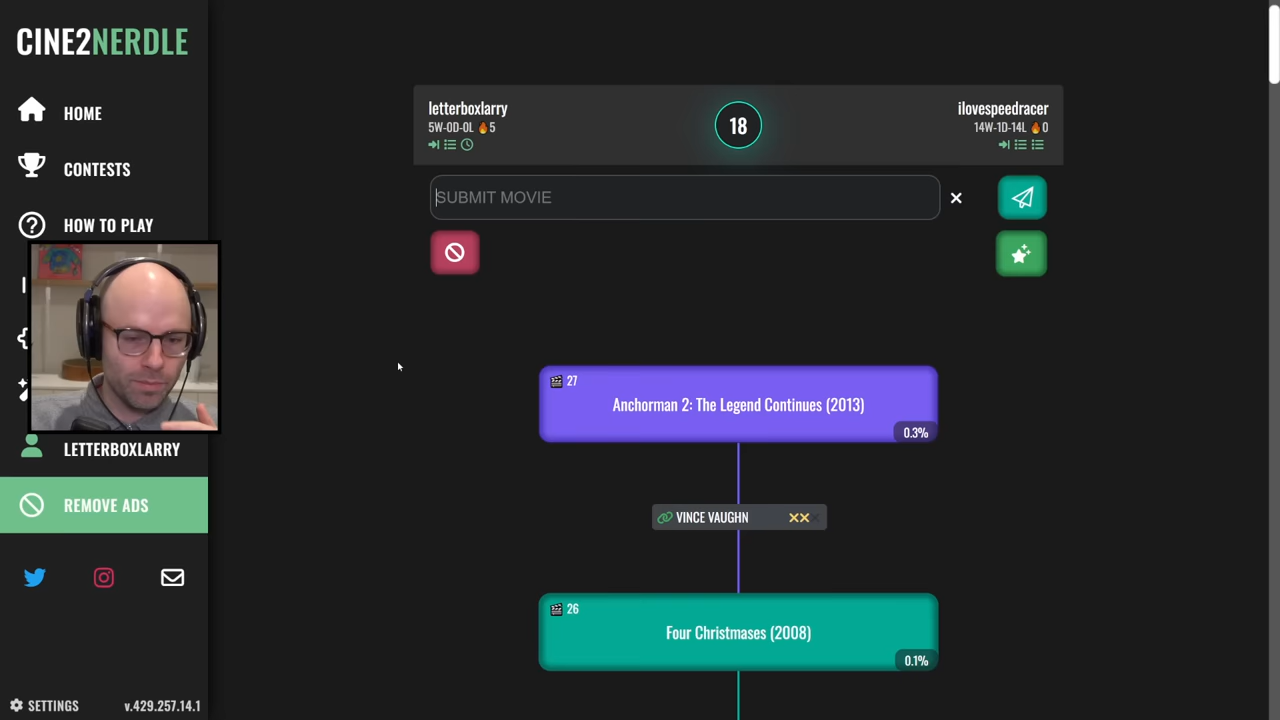 CINE2NERDLE
HOME
CONTESTS
HOW TO PLAY
LETTERBOXLARRY
REMOVE ADS
SETTINGS
v.429.257.14.1
letterboxlarry
5W-0D-0L 🔥5
18
ilovespeedracer
14W-1D-14L 🔥0
SUBMIT MOVIE
27
Anchorman 2: The Legend Continues (2013)
0.3%
VINCE VAUGHN
26
Four Christmases (2008)
0.1%